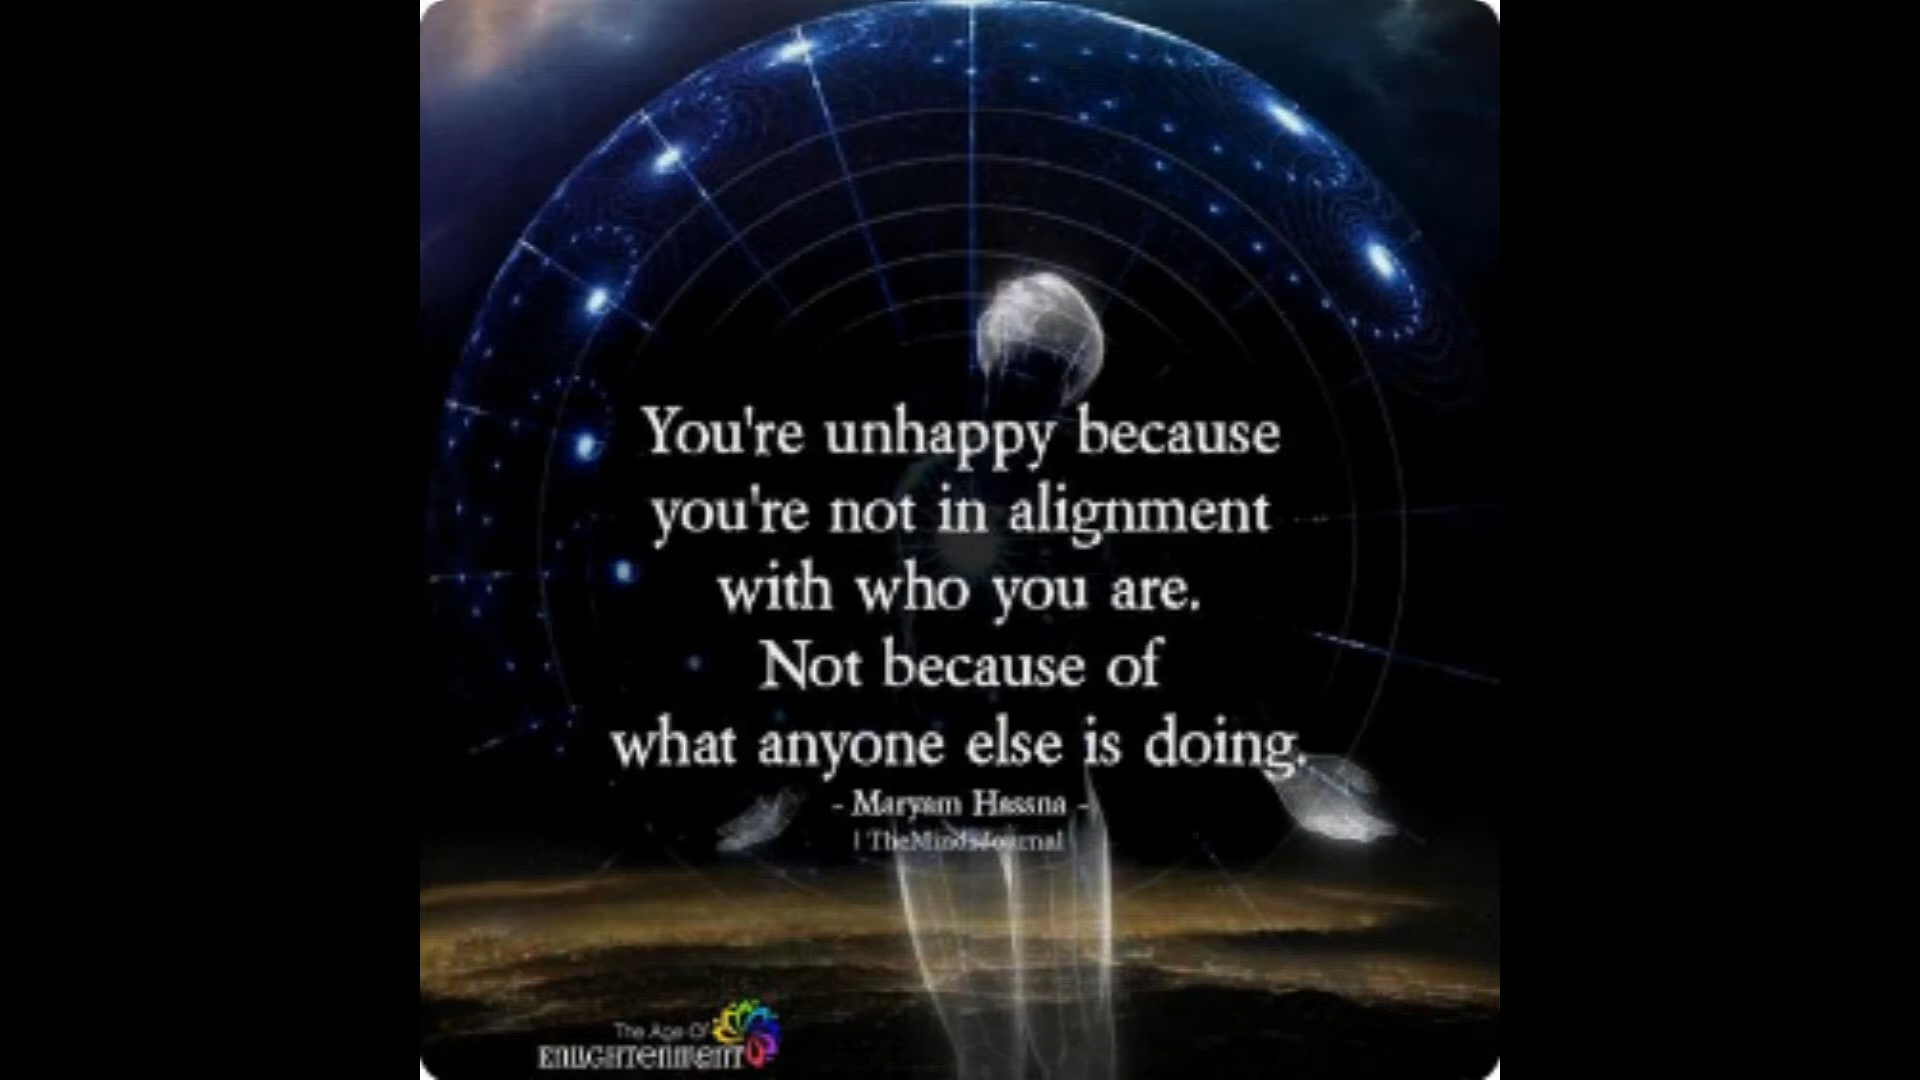 You're unhappy because
you're not in alignment
with who you are.
Not because of
what anyone else is doing.
- Maryam Hassna -
| TheMindsJournal
The Age Of
ENLIGHTENMENT